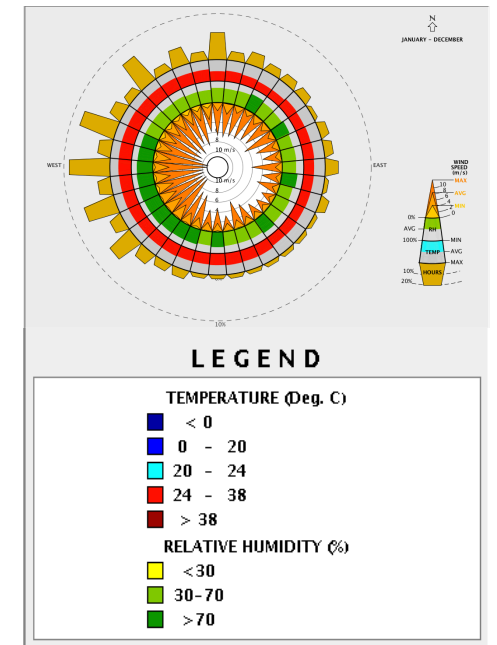 N
JANUARY - DECEMBER
6
8
10 m/s
WEST
EAST
10 m/s
8
6
10%
WIND
SPEED
(m/s)
MAX
10
8
AVG
6
4
MIN
2
0
0%
AVG
RH
100%
MIN
TEMP
AVG
MAX
10%
HOURS
20%
LEGEND
TEMPERATURE (Deg. C)
< 0
0 - 20
20 - 24
24 - 38
> 38
RELATIVE HUMIDITY (%)
<30
30-70
>70